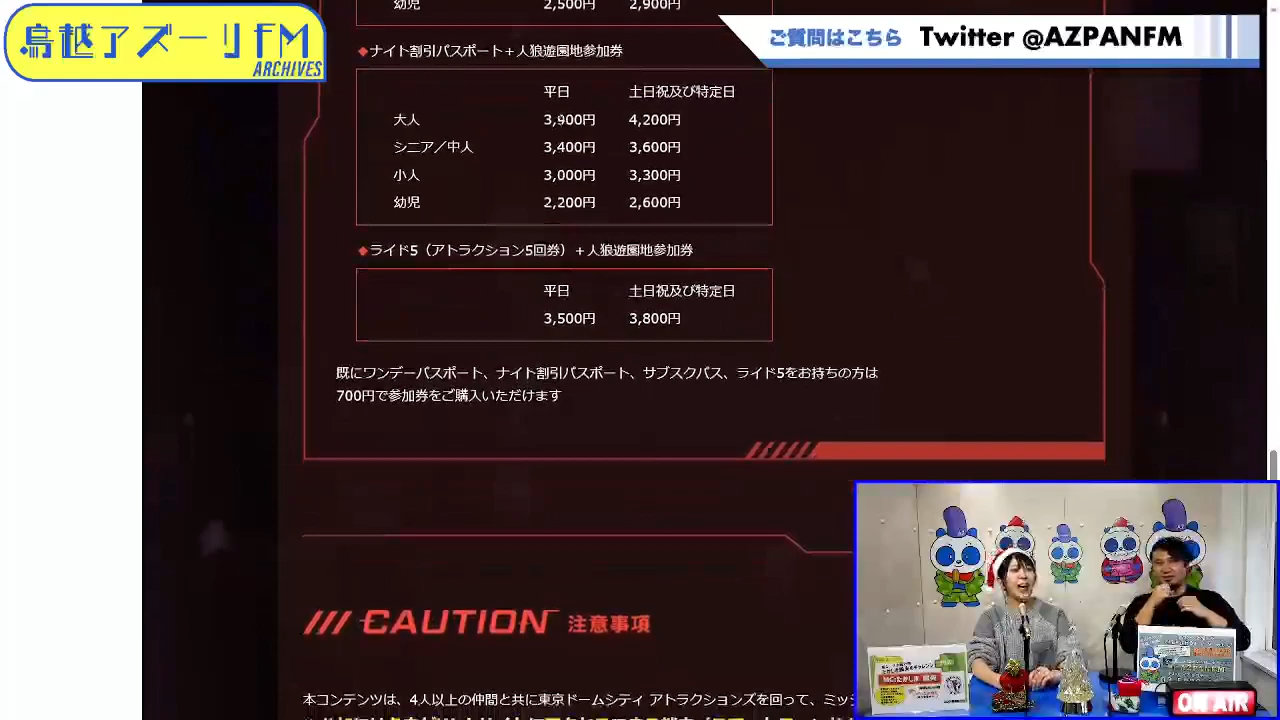 鳥越アズーリFM
ARCHIVES
ご質問はこちら Twitter @AZPANFM
幼児 2,500円 2,900円
◆ナイト割引パスポート＋人狼遊園地参加券
平日 土日祝及び特定日
大人 3,900円 4,200円
シニア／中人 3,400円 3,600円
小人 3,000円 3,300円
幼児 2,200円 2,600円
◆ライド5（アトラクション5回券）＋人狼遊園地参加券
平日 土日祝及び特定日
3,500円 3,800円
既にワンデーパスポート、ナイト割引パスポート、サブスクパス、ライド5をお持ちの方は
700円で参加券をご購入いただけます
/// CAUTION 注意事項
本コンテンツは、4人以上の仲間と共に東京ドームシティ アトラクションズを回って、ミッシ
ON AIR